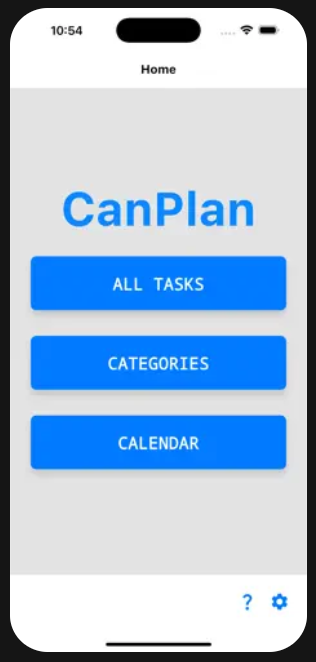 10:54
Home
CanPlan
ALL TASKS
CATEGORIES
CALENDAR
?